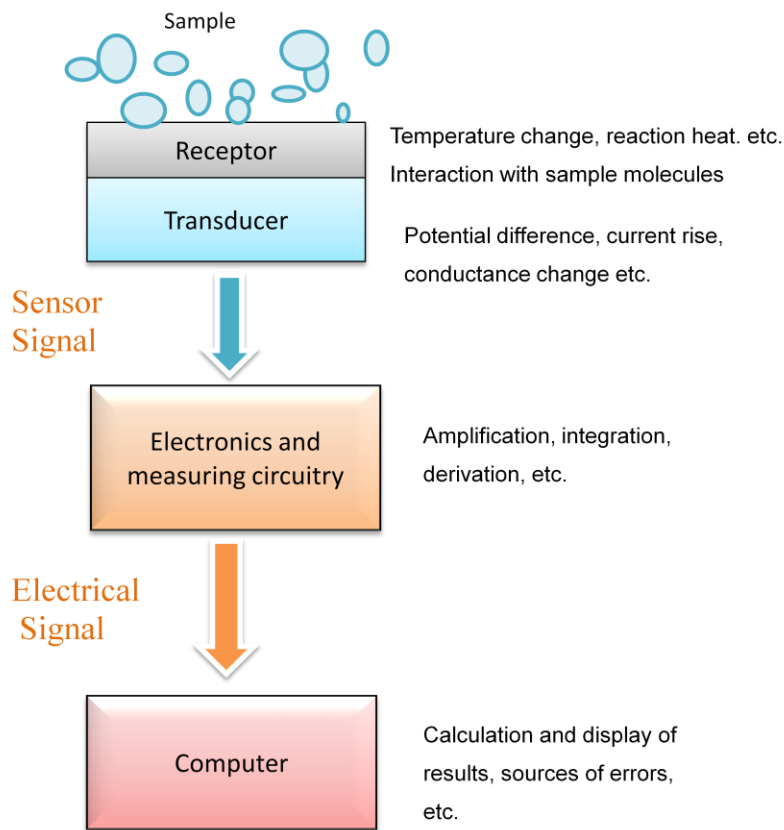 Sample
Receptor
Temperature change, reaction heat. etc.
Interaction with sample molecules
Transducer
Potential difference, current rise,
conductance change etc.
Sensor
Signal
Electronics and
measuring circuitry
Amplification, integration,
derivation, etc.
Electrical
Signal
Computer
Calculation and display of
results, sources of errors,
etc.